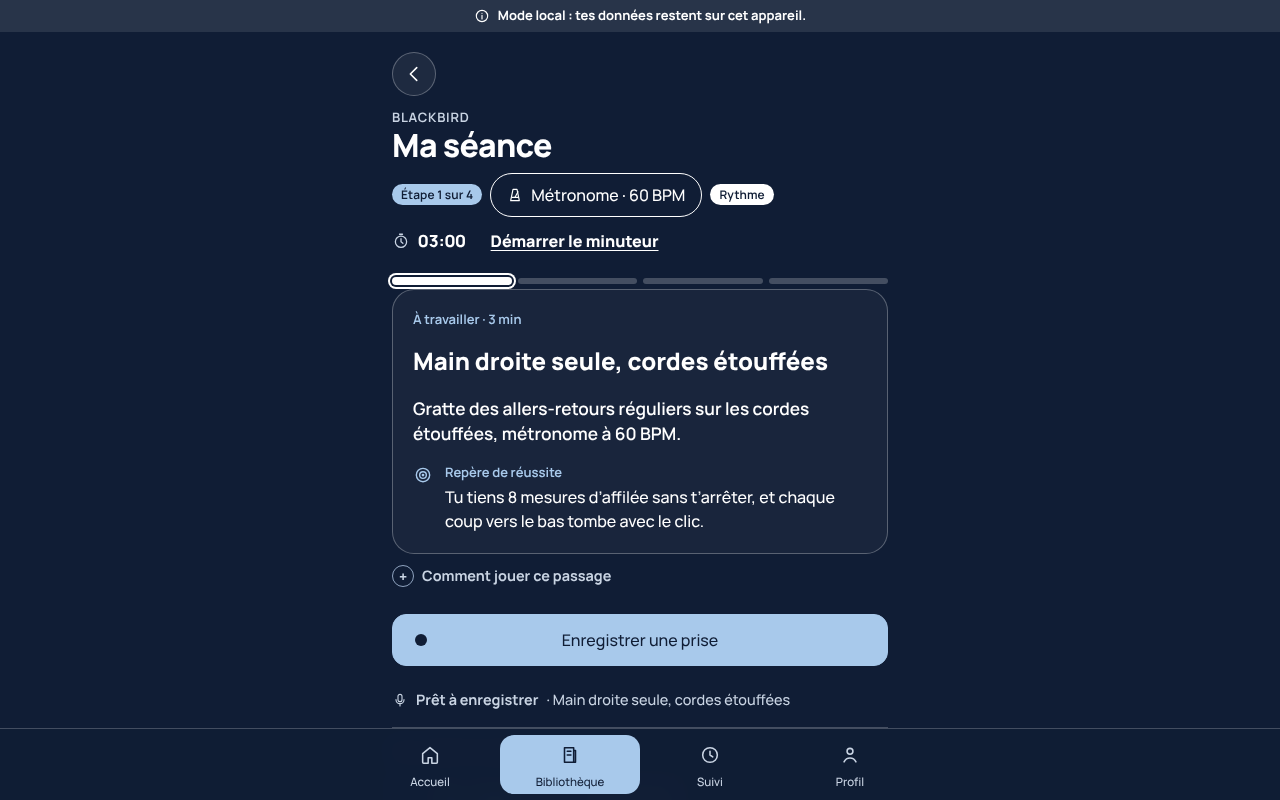 Mode local : tes données restent sur cet appareil.
BLACKBIRD
Ma séance
Étape 1 sur 4
Métronome · 60 BPM
Rythme
03:00
Démarrer le minuteur
À travailler · 3 min
Main droite seule, cordes étouffées
Gratte des allers-retours réguliers sur les cordes
étouffées, métronome à 60 BPM.
Repère de réussite
Tu tiens 8 mesures d’affilée sans t’arrêter, et chaque
coup vers le bas tombe avec le clic.
Comment jouer ce passage
Enregistrer une prise
Prêt à enregistrer · Main droite seule, cordes étouffées
Accueil
Bibliothèque
Suivi
Profil